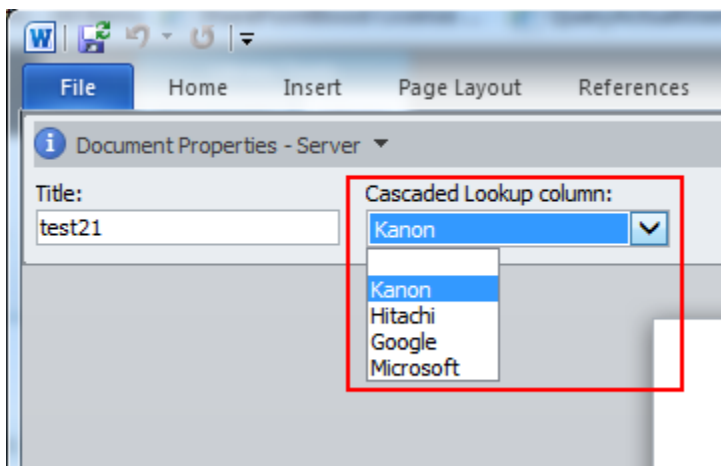 W
File Home Insert Page Layout References
Document Properties - Server
Title: Cascaded Lookup column:
test21 Kanon
Kanon
Hitachi
Google
Microsoft